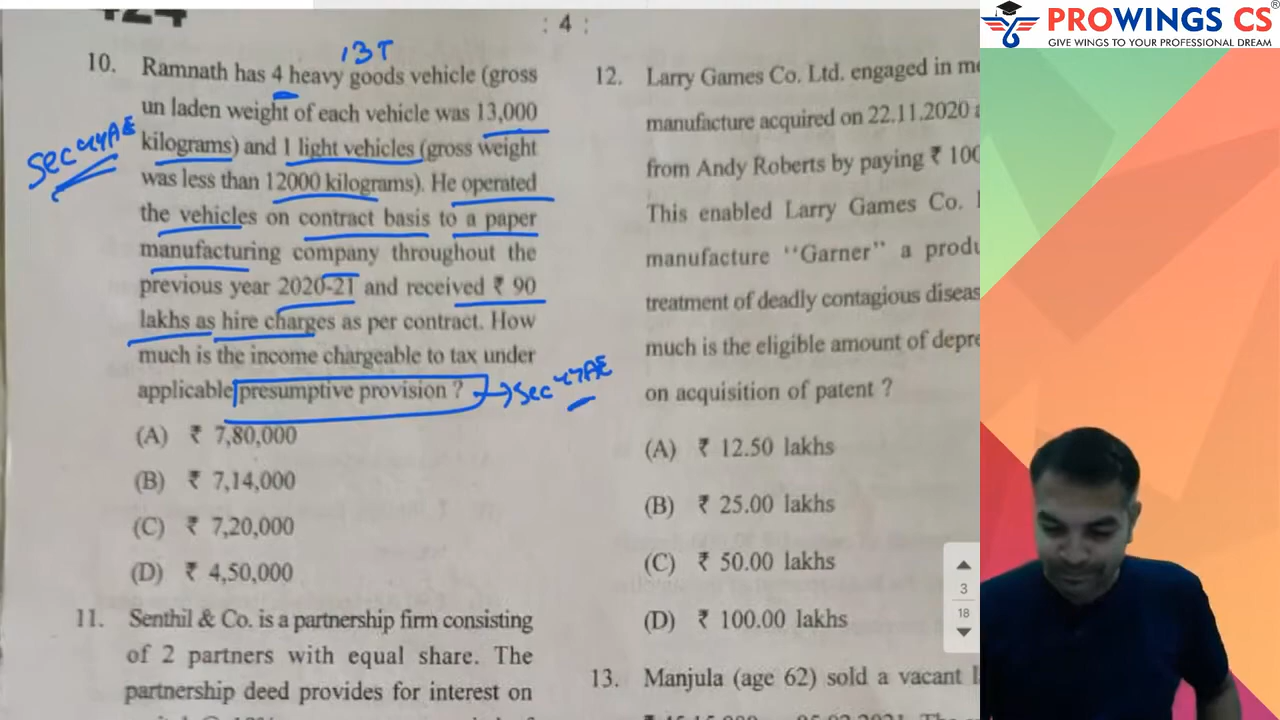 : 4 :
13T
10. Ramnath has 4 heavy goods vehicle (gross
un laden weight of each vehicle was 13,000
kilograms) and 1 light vehicles (gross weight
was less than 12000 kilograms). He operated
the vehicles on contract basis to a paper
manufacturing company throughout the
previous year 2020-21 and received ₹ 90
lakhs as hire charges as per contract. How
much is the income chargeable to tax under
applicable presumptive provision ?
Sec 44AE
Sec 44AE
(A) ₹ 7,80,000
(B) ₹ 7,14,000
(C) ₹ 7,20,000
(D) ₹ 4,50,000
11. Senthil & Co. is a partnership firm consisting
of 2 partners with equal share. The
partnership deed provides for interest on
12. Larry Games Co. Ltd. engaged in
manufacture acquired on 22.11.2020
from Andy Roberts by paying ₹
This enabled Larry Games Co.
manufacture "Garner" a
treatment of deadly contagious
much is the eligible amount of
on acquisition of patent ?
(A) ₹ 12.50 lakhs
(B) ₹ 25.00 lakhs
(C) ₹ 50.00 lakhs
(D) ₹ 100.00 lakhs
13. Manjula (age 62) sold a vacant
PROWINGS CS®
GIVE WINGS TO YOUR PROFESSIONAL DREAM
3
18